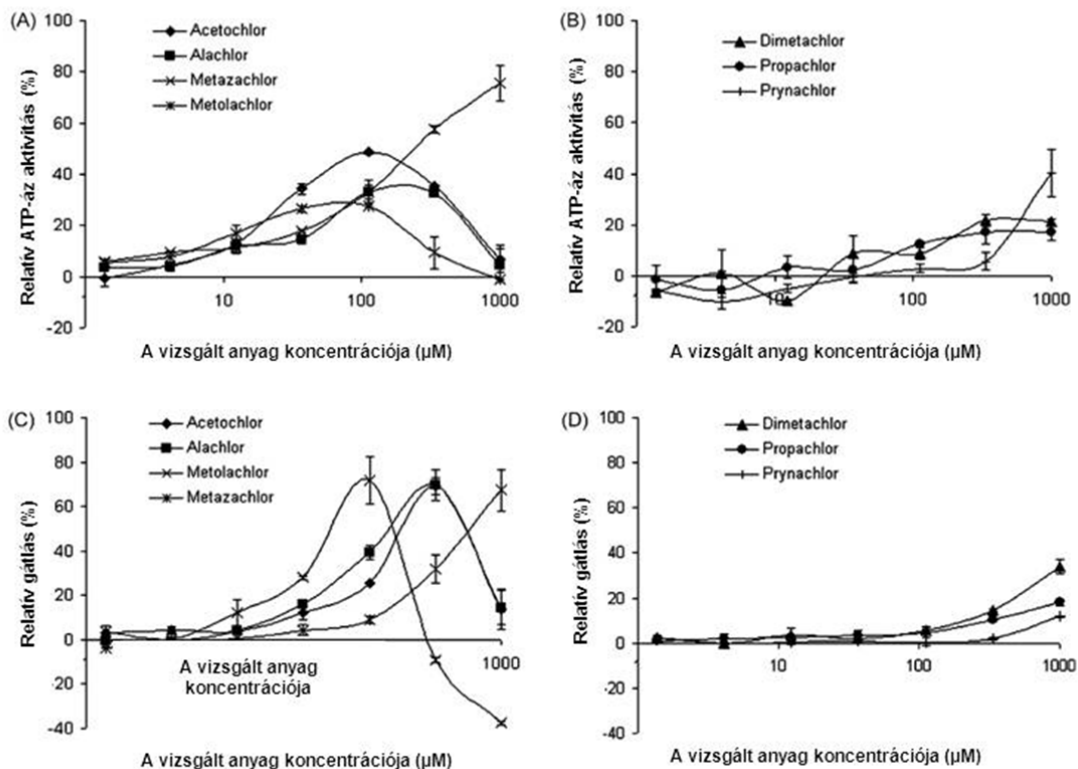 (A)
100
80
60
40
20
0
-20
Relatív ATP-áz aktivitás (%)
Acetochlor
Alachlor
Metazachlor
Metolachlor
10
100
1000
A vizsgált anyag koncentrációja (µM)
(B)
100
80
60
40
20
0
-20
Relatív ATP-áz aktivitás (%)
Dimetachlor
Propachlor
Prynachlor
10
100
1000
A vizsgált anyag koncentrációja (µM)
(C)
100
80
60
40
20
0
-20
-40
Relatív gátlás (%)
Acetochlor
Alachlor
Metolachlor
Metazachlor
A vizsgált anyag
koncentrációja
1000
A vizsgált anyag koncentrációja (µM)
(D)
100
80
60
40
20
0
-20
-40
Relatív gátlás (%)
Dimetachlor
Propachlor
Prynachlor
10
100
1000
A vizsgált anyag koncentrációja (µM)